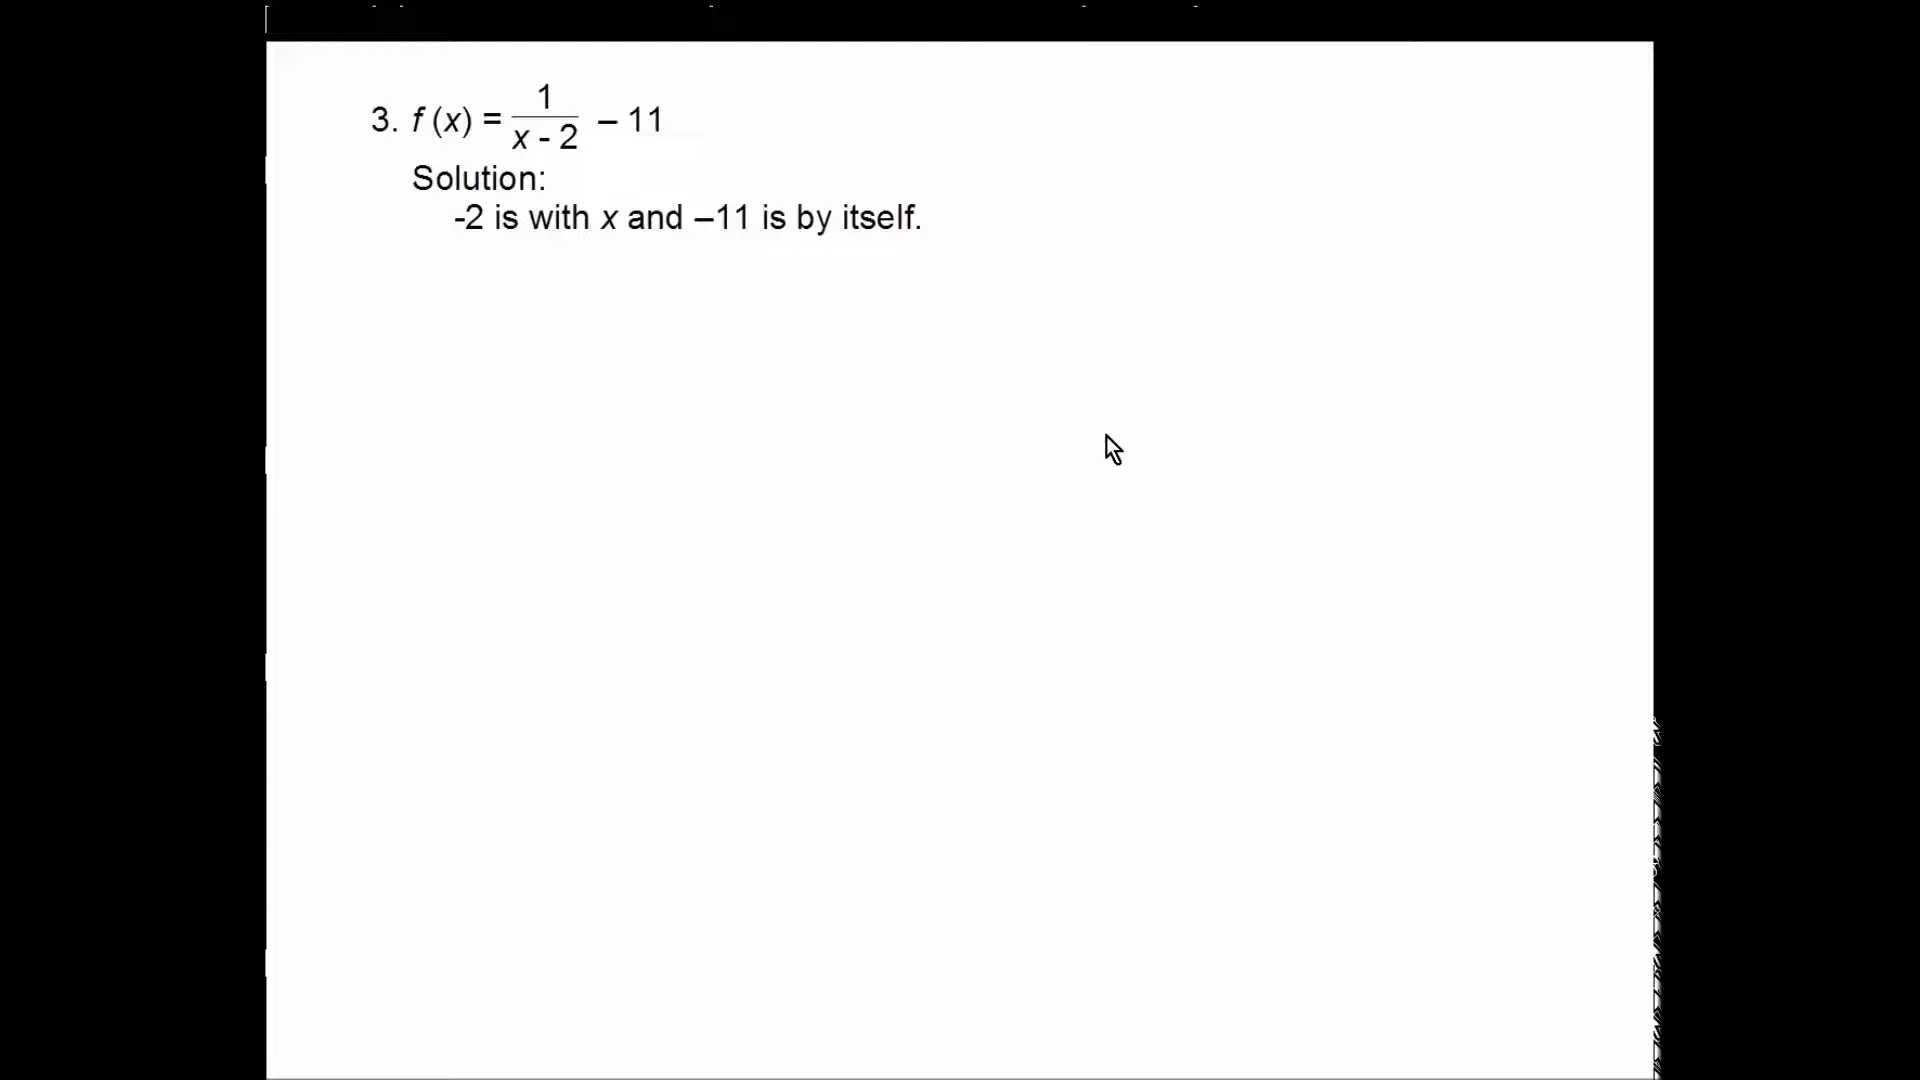 3. f (x) = 1/(x - 2) – 11
Solution:
-2 is with x and –11 is by itself.